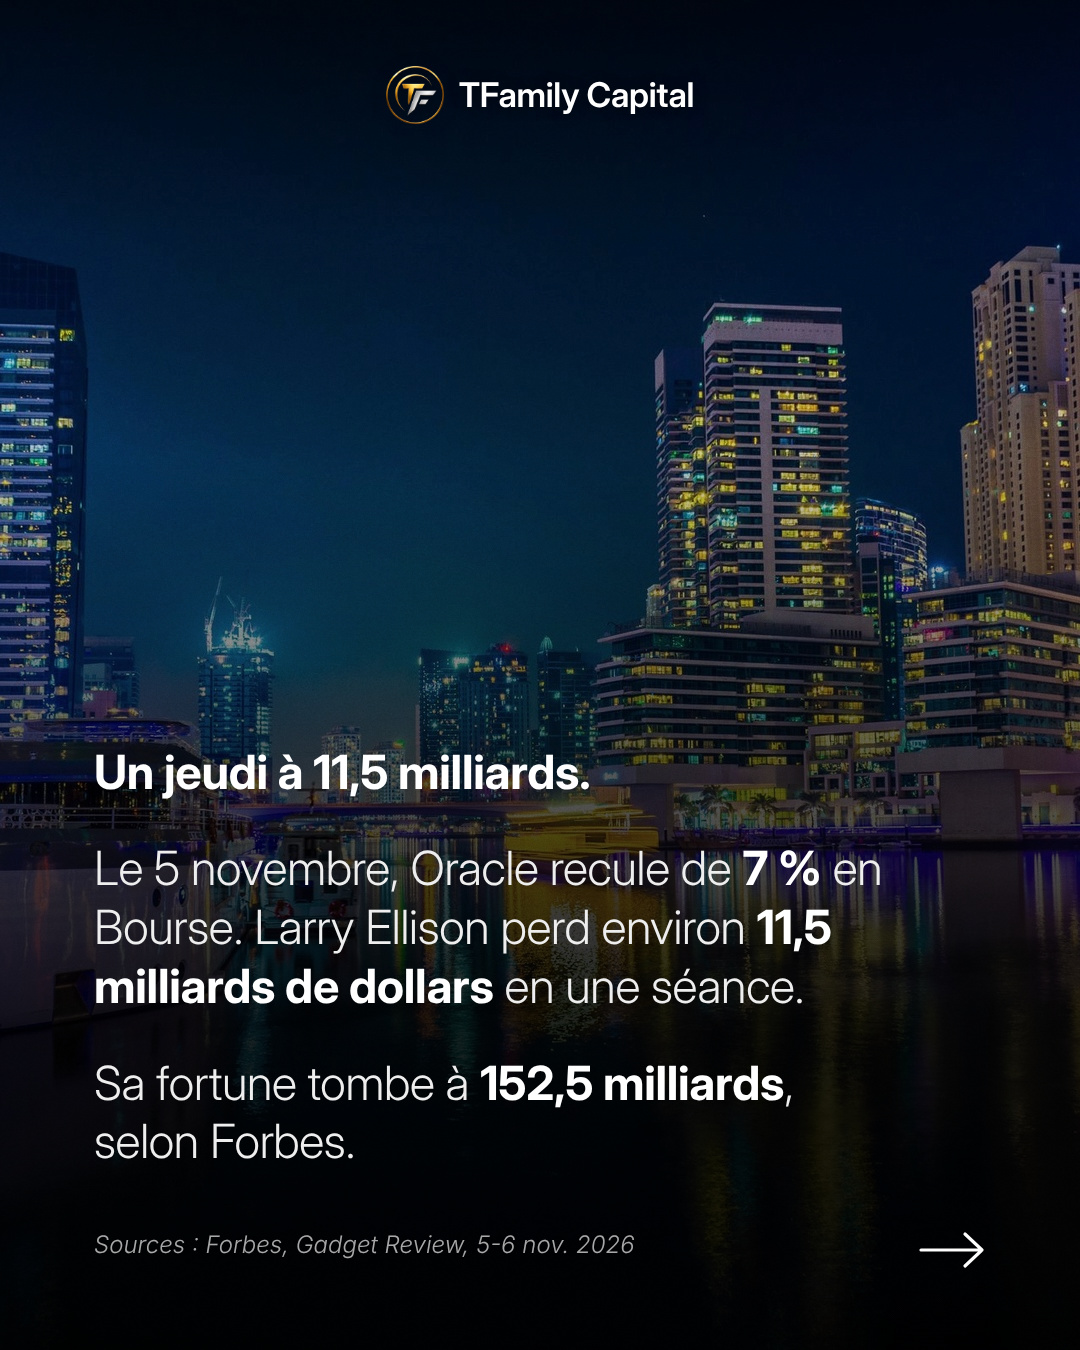 TF TFamily Capital
Un jeudi à 11,5 milliards.
Le 5 novembre, Oracle recule de 7 % en
Bourse. Larry Ellison perd environ 11,5
milliards de dollars en une séance.
Sa fortune tombe à 152,5 milliards,
selon Forbes.
Sources : Forbes, Gadget Review, 5-6 nov. 2026